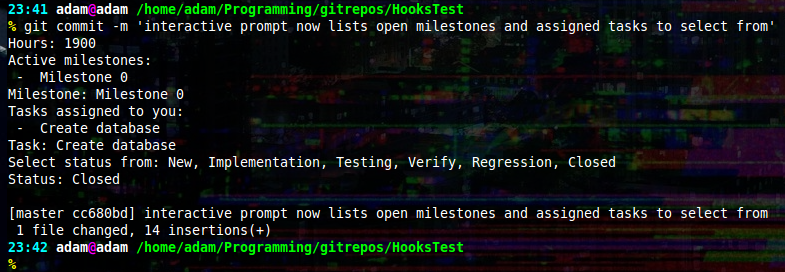 23:41 adam@adam /home/adam/Programming/gitrepos/HooksTest
% git commit -m 'interactive prompt now lists open milestones and assigned tasks to select from'
Hours: 1900
Active milestones:
 -  Milestone 0
Milestone: Milestone 0
Tasks assigned to you:
 -  Create database
Task: Create database
Select status from: New, Implementation, Testing, Verify, Regression, Closed
Status: Closed

[master cc680bd] interactive prompt now lists open milestones and assigned tasks to select from
 1 file changed, 14 insertions(+)
23:42 adam@adam /home/adam/Programming/gitrepos/HooksTest
%